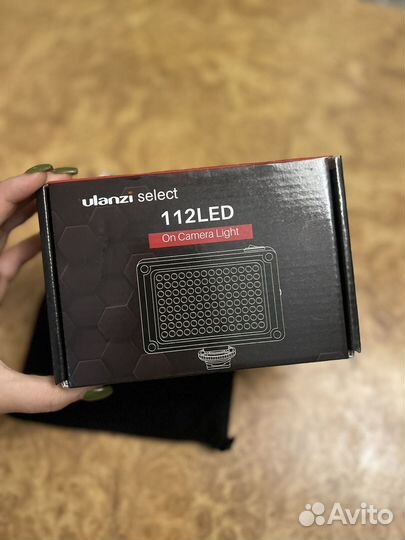 ulanzi select
112LED
On Camera Light
Avito